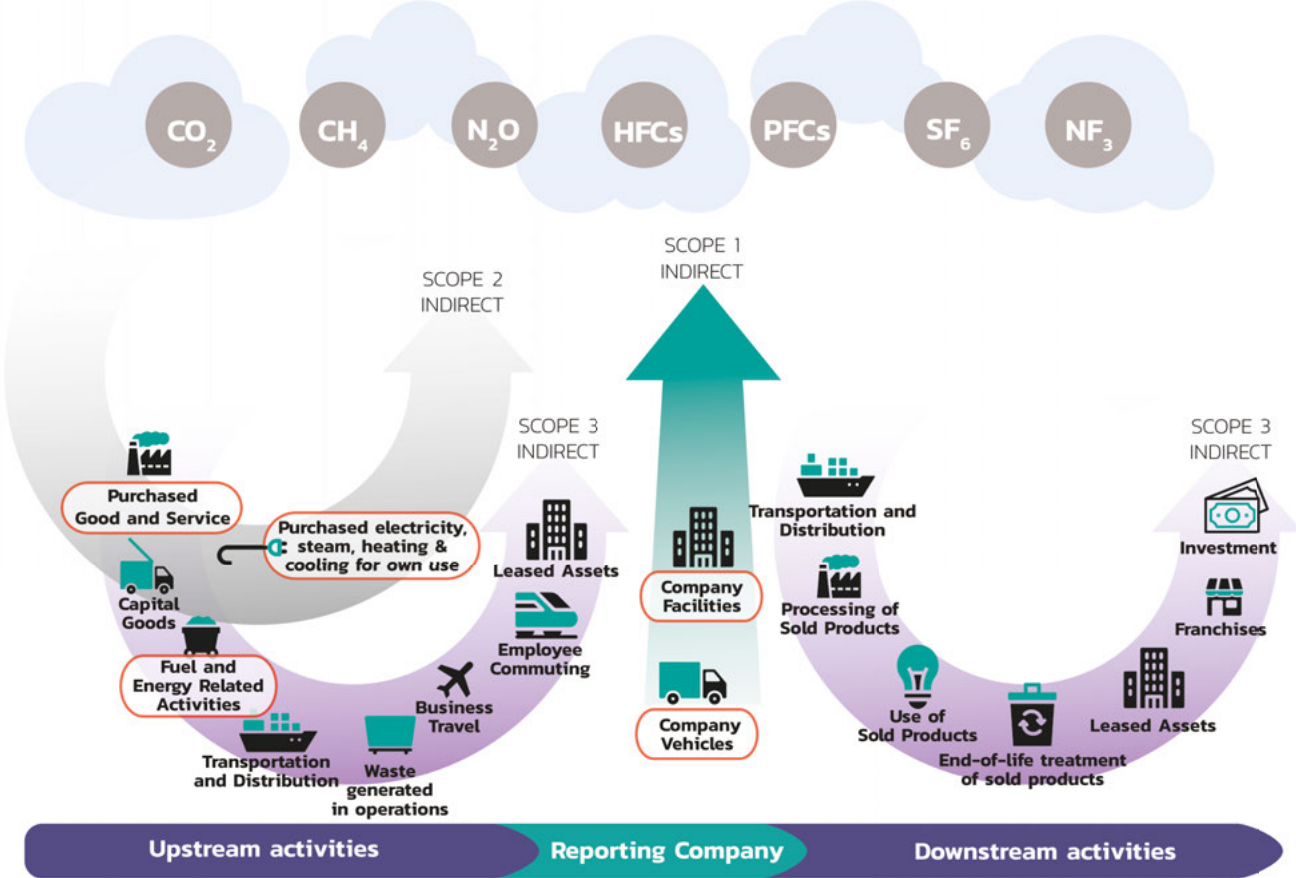 CO₂
CH₄
N₂O
HFCs
PFCs
SF₆
NF₃
SCOPE 2
INDIRECT
SCOPE 1
INDIRECT
SCOPE 3
INDIRECT
SCOPE 3
INDIRECT
Purchased
Good and Service
Purchased electricity,
steam, heating &
cooling for own use
Capital
Goods
Fuel and
Energy Related
Activities
Transportation
and Distribution
Waste
generated
in operations
Business
Travel
Employee
Commuting
Leased Assets
Company
Facilities
Company
Vehicles
Transportation and
Distribution
Processing of
Sold Products
Use of
Sold Products
End-of-life treatment
of sold products
Leased Assets
Franchises
Investment
Upstream activities
Reporting Company
Downstream activities